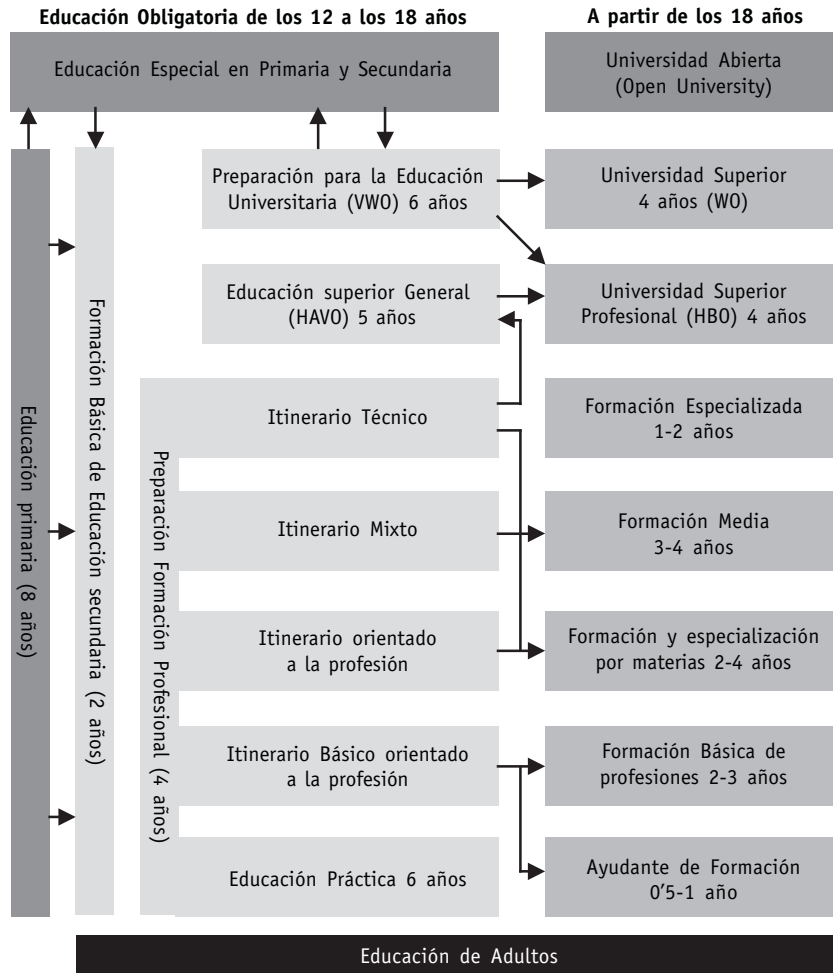 Educación Obligatoria de los 12 a los 18 años
A partir de los 18 años
Educación Especial en Primaria y Secundaria
Universidad Abierta
(Open University)
Educación primaria (8 años)
Formación Básica de Educación secundaria (2 años)
Preparación para la Educación
Universitaria (VWO) 6 años
Universidad Superior
4 años (WO)
Educación superior General
(HAVO) 5 años
Universidad Superior
Profesional (HBO) 4 años
Preparación Formación Profesional (4 años)
Itinerario Técnico
Formación Especializada
1-2 años
Itinerario Mixto
Formación Media
3-4 años
Itinerario orientado
a la profesión
Formación y especialización
por materias 2-4 años
Itinerario Básico orientado
a la profesión
Formación Básica de
profesiones 2-3 años
Educación Práctica 6 años
Ayudante de Formación
0’5-1 año
Educación de Adultos